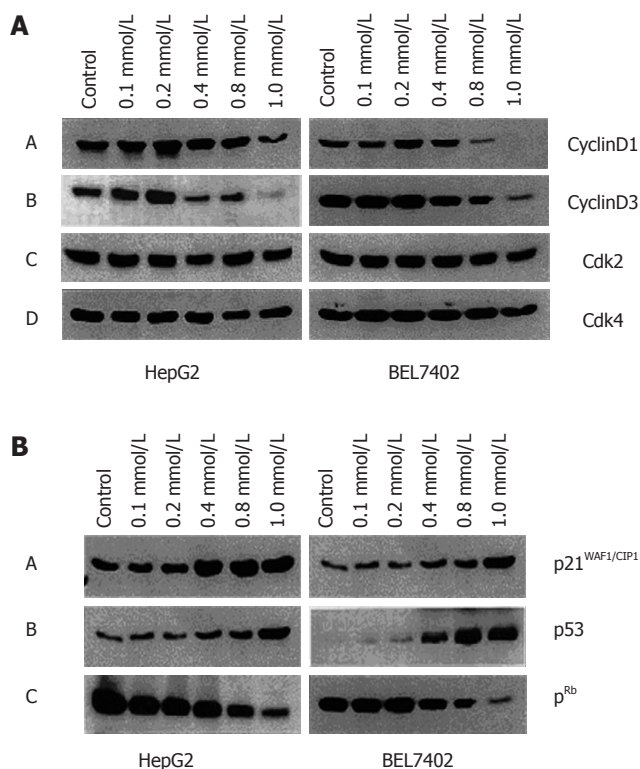 A
Control 0.1 mmol/L 0.2 mmol/L 0.4 mmol/L 0.8 mmol/L 1.0 mmol/L Control 0.1 mmol/L 0.2 mmol/L 0.4 mmol/L 0.8 mmol/L 1.0 mmol/L
A CyclinD1
B CyclinD3
C Cdk2
D Cdk4
HepG2 BEL7402
B
Control 0.1 mmol/L 0.2 mmol/L 0.4 mmol/L 0.8 mmol/L 1.0 mmol/L Control 0.1 mmol/L 0.2 mmol/L 0.4 mmol/L 0.8 mmol/L 1.0 mmol/L
A p21WAF1/CIP1
B p53
C pRb
HepG2 BEL7402